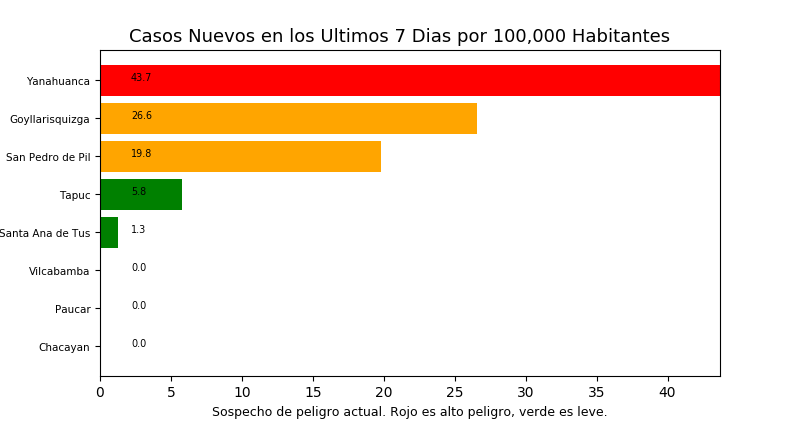 Casos Nuevos en los Ultimos 7 Dias por 100,000 Habitantes
Yanahuanca 43.7
Goyllarisquizga 26.6
San Pedro de Pil 19.8
Tapuc 5.8
Santa Ana de Tus 1.3
Vilcabamba 0.0
Paucar 0.0
Chacayan 0.0
0 5 10 15 20 25 30 35 40
Sospecho de peligro actual. Rojo es alto peligro, verde es leve.